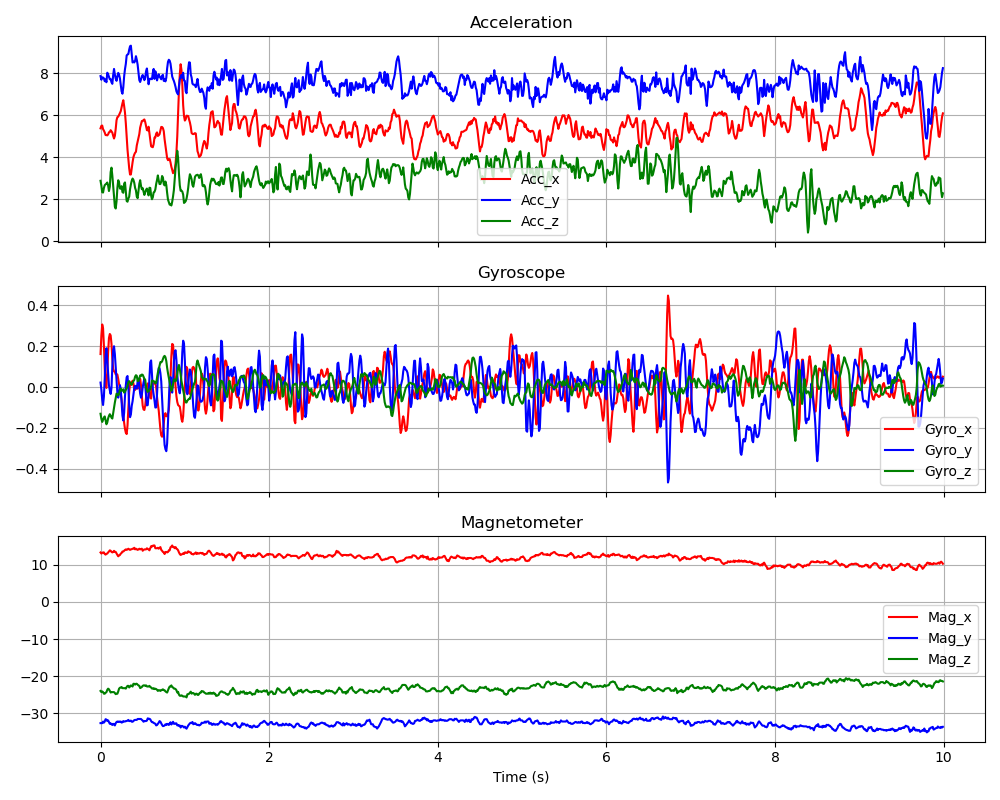 Acceleration
8
6
4
2
0
Acc_x
Acc_y
Acc_z
Gyroscope
0.4
0.2
0.0
−0.2
−0.4
Gyro_x
Gyro_y
Gyro_z
Magnetometer
10
0
−10
−20
−30
Mag_x
Mag_y
Mag_z
0 2 4 6 8 10
Time (s)